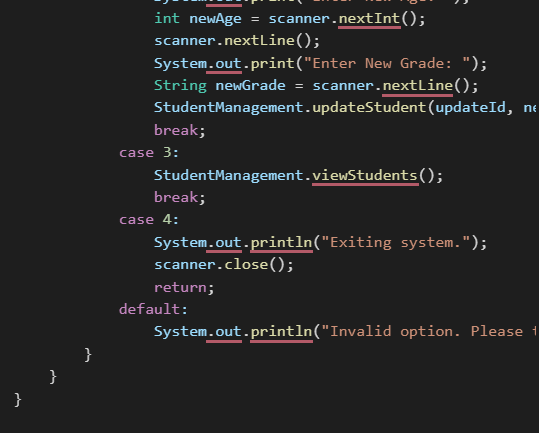 System.out.print("Enter New Age: ");
int newAge = scanner.nextInt();
scanner.nextLine();
System.out.print("Enter New Grade: ");
String newGrade = scanner.nextLine();
StudentManagement.updateStudent(updateId, ne
break;
case 3:
StudentManagement.viewStudents();
break;
case 4:
System.out.println("Exiting system.");
scanner.close();
return;
default:
System.out.println("Invalid option. Please t
}
}
}